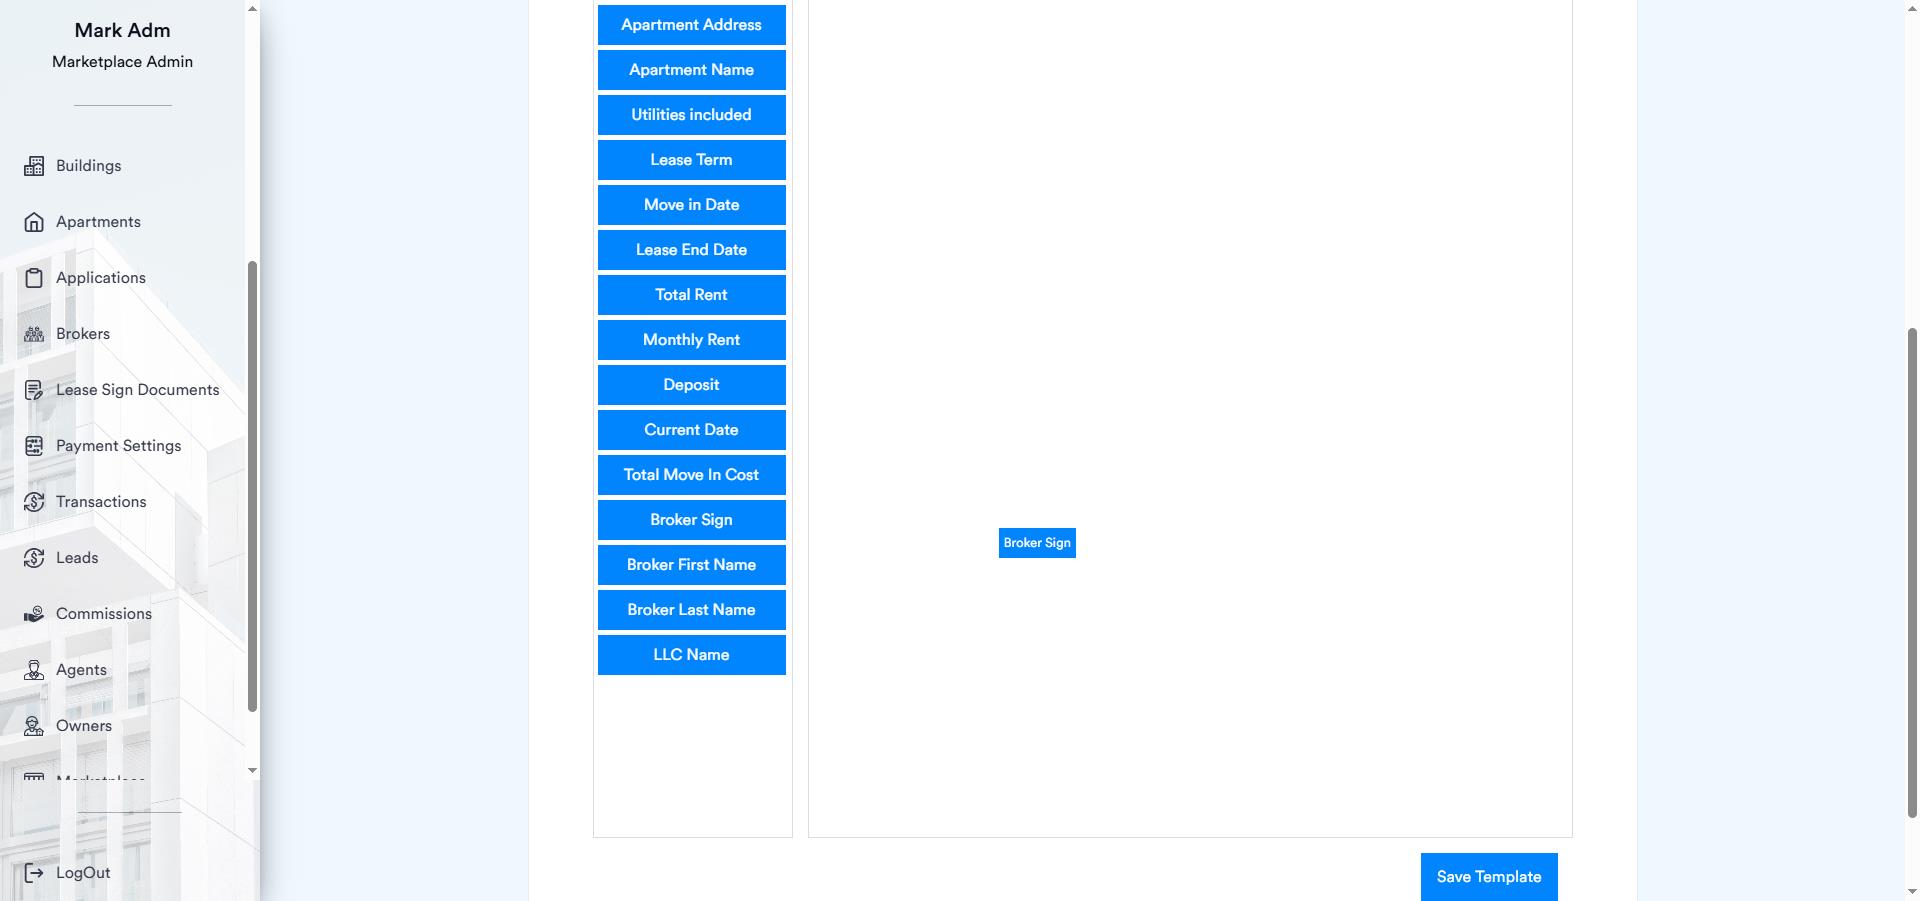 Mark Adm
Marketplace Admin
Buildings
Apartments
Applications
Brokers
Lease Sign Documents
Payment Settings
Transactions
Leads
Commissions
Agents
Owners
Marketplace
LogOut
Apartment Address
Apartment Name
Utilities included
Lease Term
Move in Date
Lease End Date
Total Rent
Monthly Rent
Deposit
Current Date
Total Move In Cost
Broker Sign
Broker First Name
Broker Last Name
LLC Name
Broker Sign
Save Template